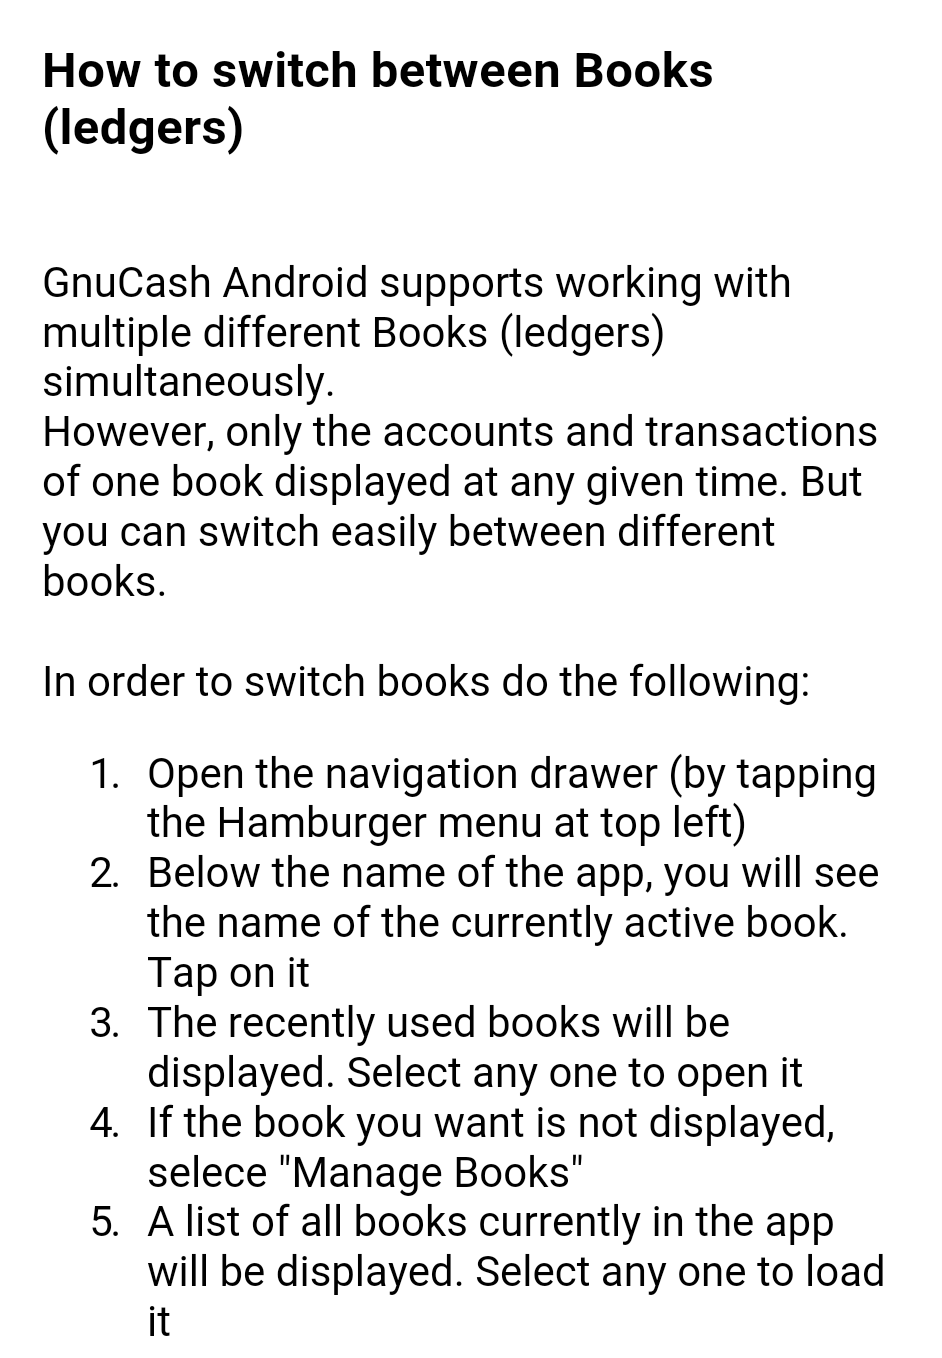 How to switch between Books
(ledgers)
GnuCash Android supports working with
multiple different Books (ledgers)
simultaneously.
However, only the accounts and transactions
of one book displayed at any given time. But
you can switch easily between different
books.
In order to switch books do the following:
1. Open the navigation drawer (by tapping
the Hamburger menu at top left)
2. Below the name of the app, you will see
the name of the currently active book.
Tap on it
3. The recently used books will be
displayed. Select any one to open it
4. If the book you want is not displayed,
selece "Manage Books"
5. A list of all books currently in the app
will be displayed. Select any one to load
it